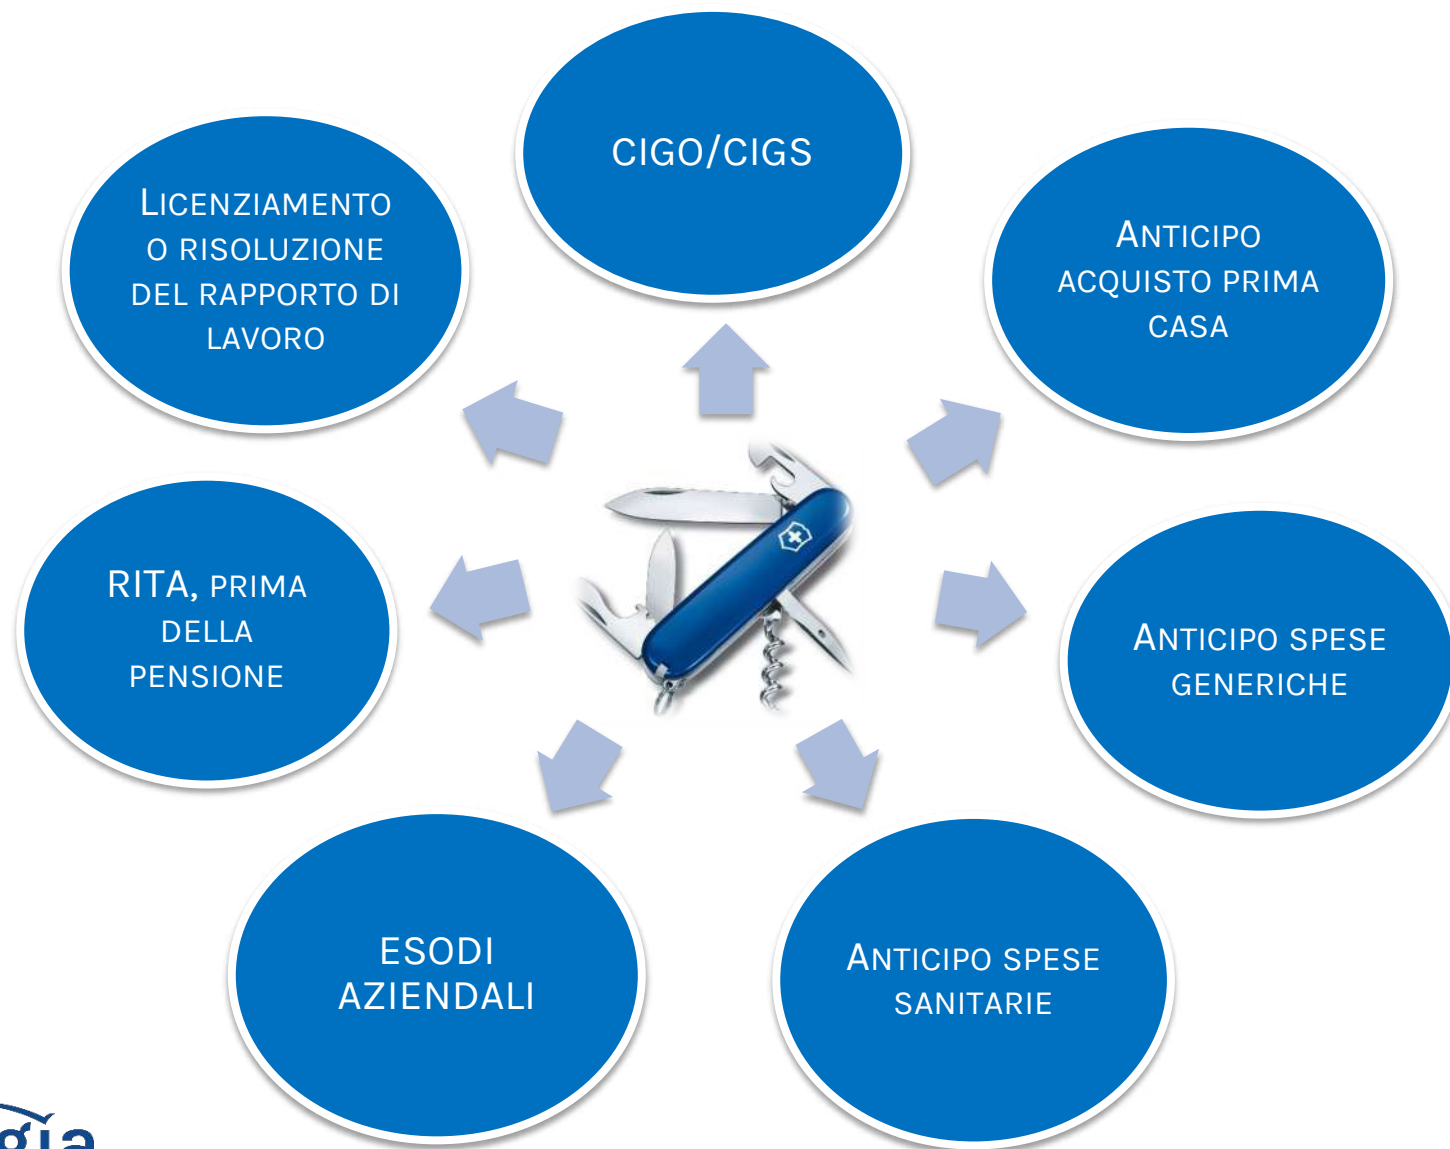 CIGO/CIGS
LICENZIAMENTO
O RISOLUZIONE
DEL RAPPORTO DI
LAVORO
ANTICIPO
ACQUISTO PRIMA
CASA
RITA, PRIMA
DELLA
PENSIONE
ANTICIPO SPESE
GENERICHE
ESODI
AZIENDALI
ANTICIPO SPESE
SANITARIE